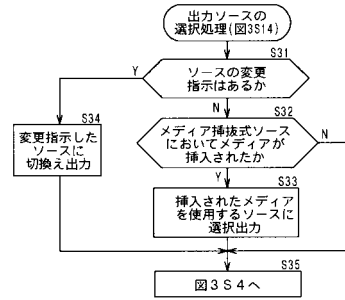 出力ソースの
選択処理(図3S14)
S31
ソースの変更
指示はあるか
Y
N
S34
変更指示した
ソースに
切換え出力
S32
メディア挿抜式ソース
においてメディアが
挿入されたか
N
Y
S33
挿入されたメディア
を使用するソースに
選択出力
S35
図3S4へ